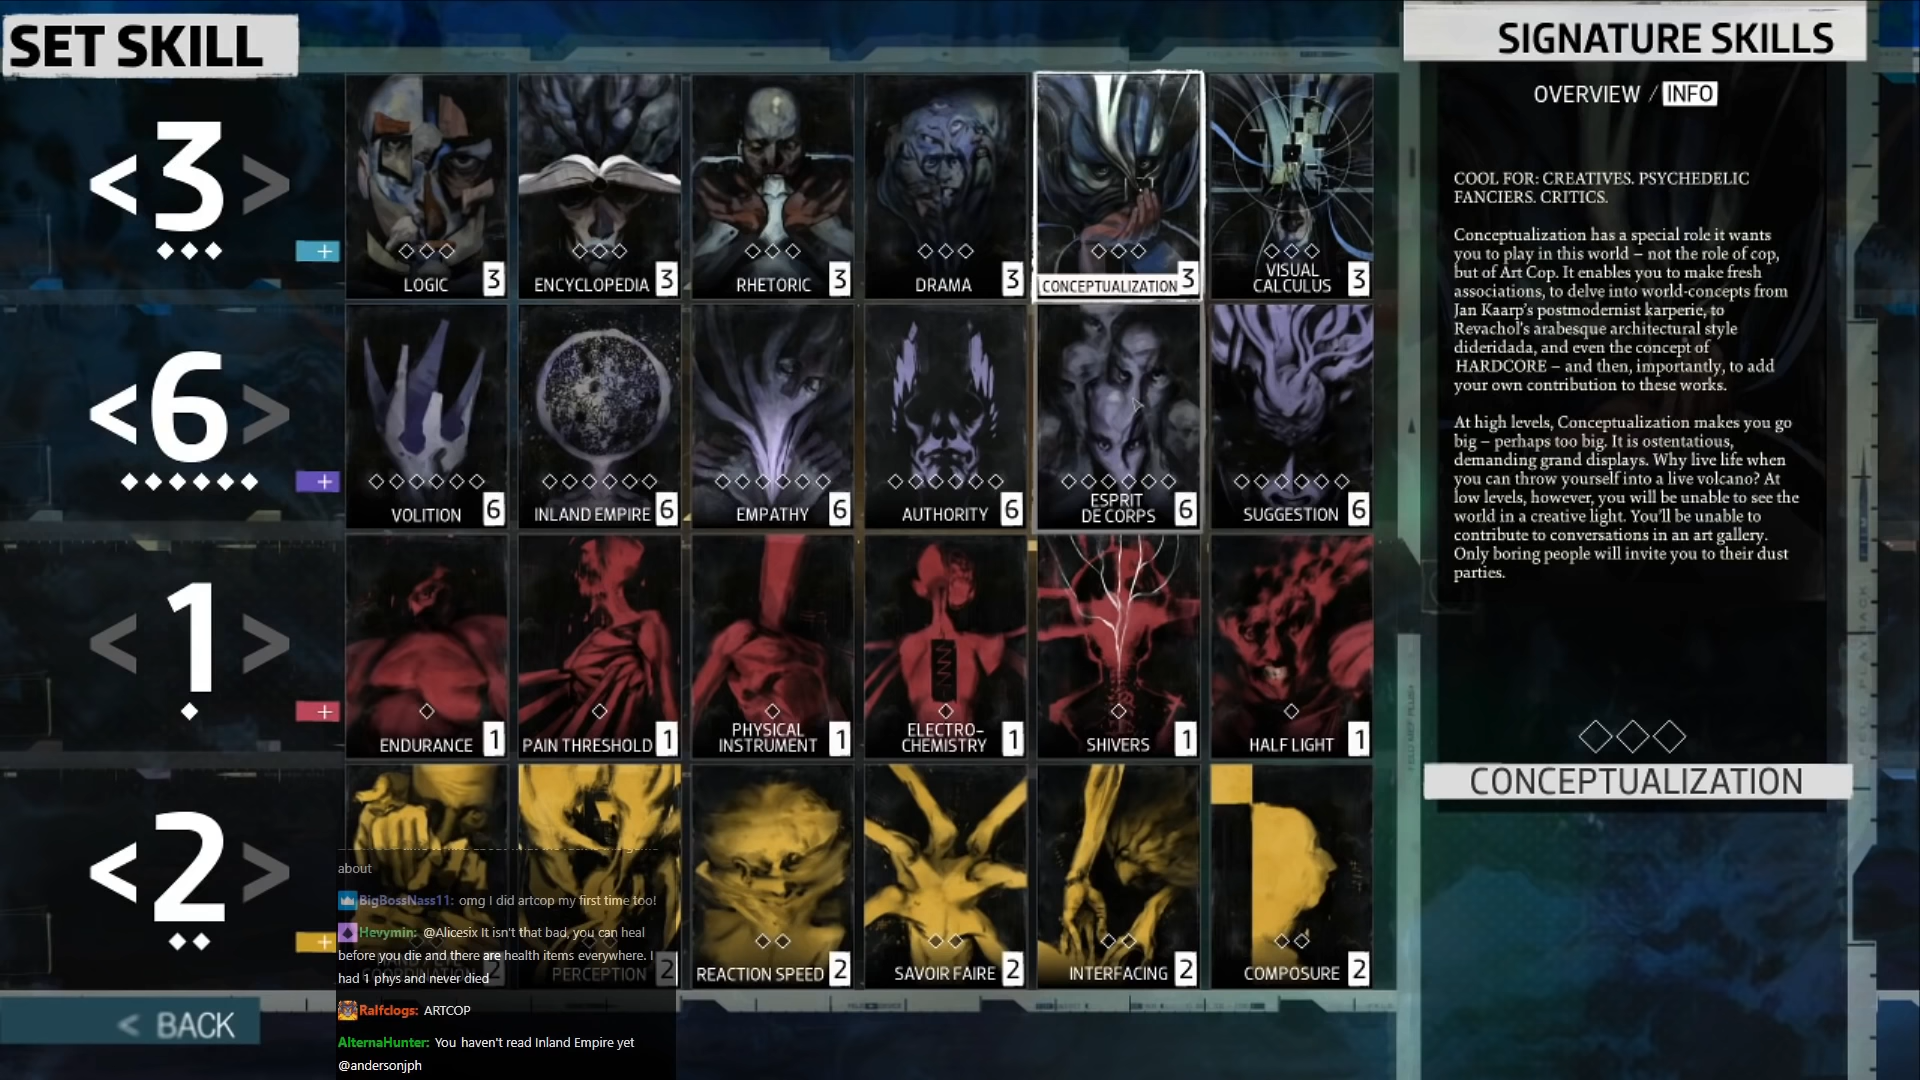 SET SKILL
SIGNATURE SKILLS
OVERVIEW / INFO
< 3 >
+
LOGIC 3
ENCYCLOPEDIA 3
RHETORIC 3
DRAMA 3
CONCEPTUALIZATION 3
VISUAL
CALCULUS 3
< 6 >
+
VOLITION 6
INLAND EMPIRE 6
EMPATHY 6
AUTHORITY 6
ESPRIT
DE CORPS 6
SUGGESTION 6
< 1 >
+
ENDURANCE 1
PAIN THRESHOLD 1
PHYSICAL
INSTRUMENT 1
ELECTRO-
CHEMISTRY 1
SHIVERS 1
HALF LIGHT 1
< 2 >
+
COORDINATION 2
PERCEPTION 2
REACTION SPEED 2
SAVOIR FAIRE 2
INTERFACING 2
COMPOSURE 2
COOL FOR: CREATIVES. PSYCHEDELIC
FANCIERS. CRITICS.
Conceptualization has a special role it wants
you to play in this world – not the role of cop,
but of Art Cop. It enables you to make fresh
associations, to delve into world-concepts from
Jan Kaarp's postmodernist karperie, to
Revachol's arabesque architectural style
dideridada, and even the concept of
HARDCORE – and then, importantly, to add
your own contribution to these works.
At high levels, Conceptualization makes you go
big – perhaps too big. It is ostentatious,
demanding grand displays. Why live life when
you can throw yourself into a live volcano? At
low levels, however, you will be unable to see the
world in a creative light. You'll be unable to
contribute to conversations in an art gallery.
Only boring people will invite you to their dust
parties.
CONCEPTUALIZATION
about
BigBossNass11: omg I did artcop my first time too!
Hevymin: @Alicesix It isn't that bad, you can heal
before you die and there are health items everywhere. I
had 1 phys and never died
Ralfclogs: ARTCOP
AlternaHunter: You haven't read Inland Empire yet
@andersonjph
< BACK